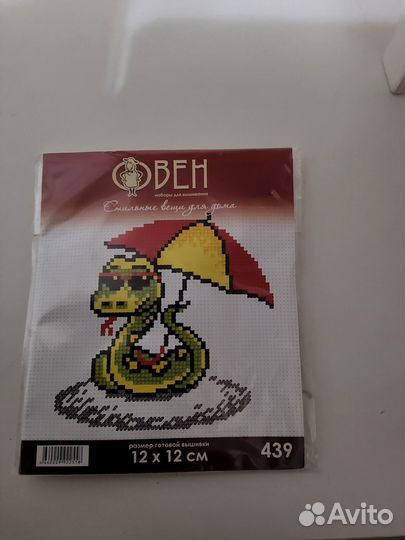 ОВЕН
наборы для вышивания
Стильные вещи для дома
размер готовой вышивки
12 х 12 см
439
Avito